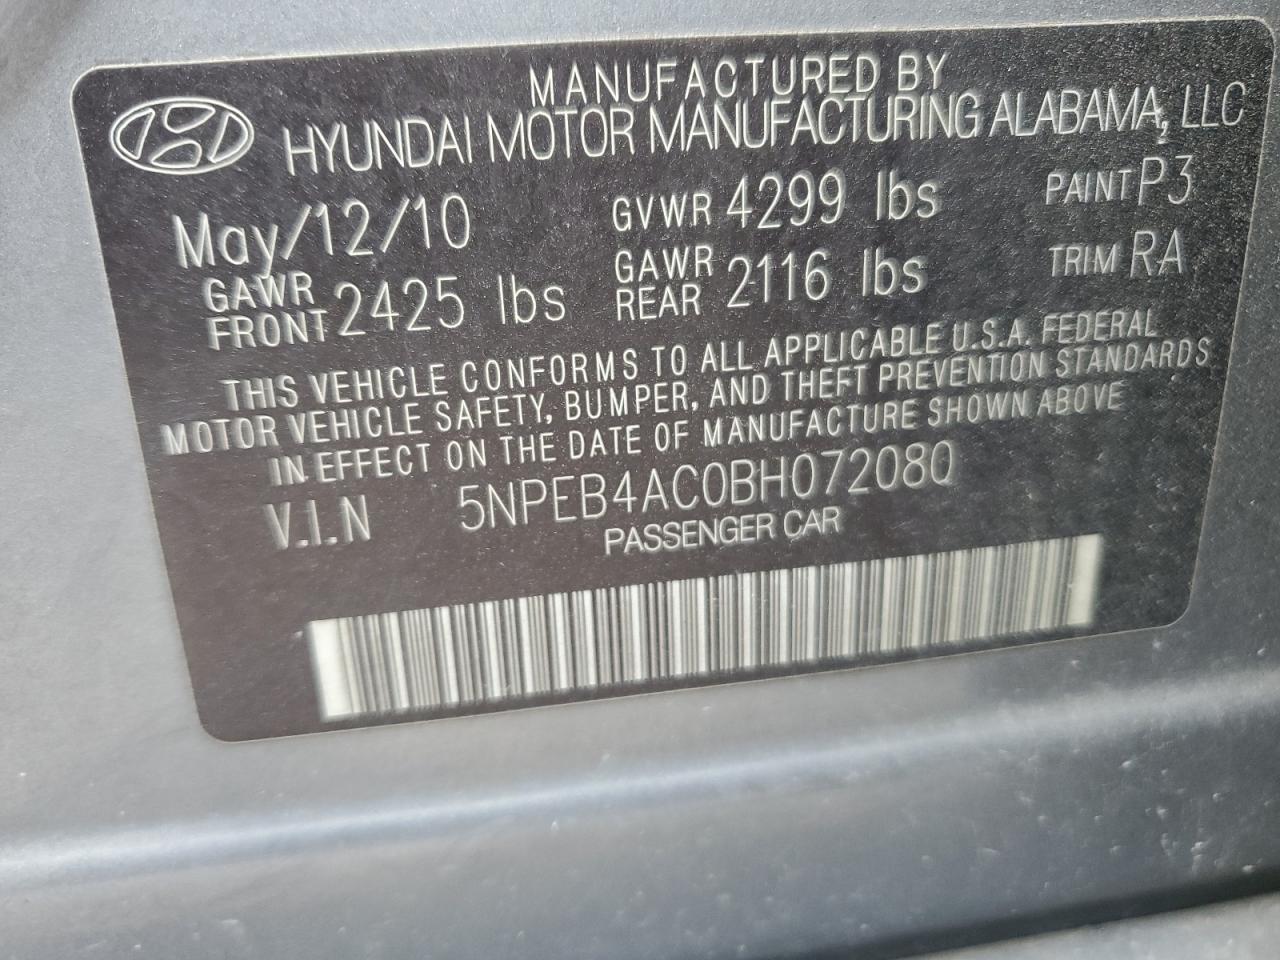 MANUFACTURED BY
HYUNDAI MOTOR MANUFACTURING ALABAMA, LLC
May/12/10 GVWR 4299 lbs PAINT P3
GAWR FRONT 2425 lbs GAWR REAR 2116 lbs TRIM RA
THIS VEHICLE CONFORMS TO ALL APPLICABLE U.S.A. FEDERAL
MOTOR VEHICLE SAFETY, BUMPER, AND THEFT PREVENTION STANDARDS
IN EFFECT ON THE DATE OF MANUFACTURE SHOWN ABOVE
V.I.N 5NPEB4AC0BH072080
PASSENGER CAR